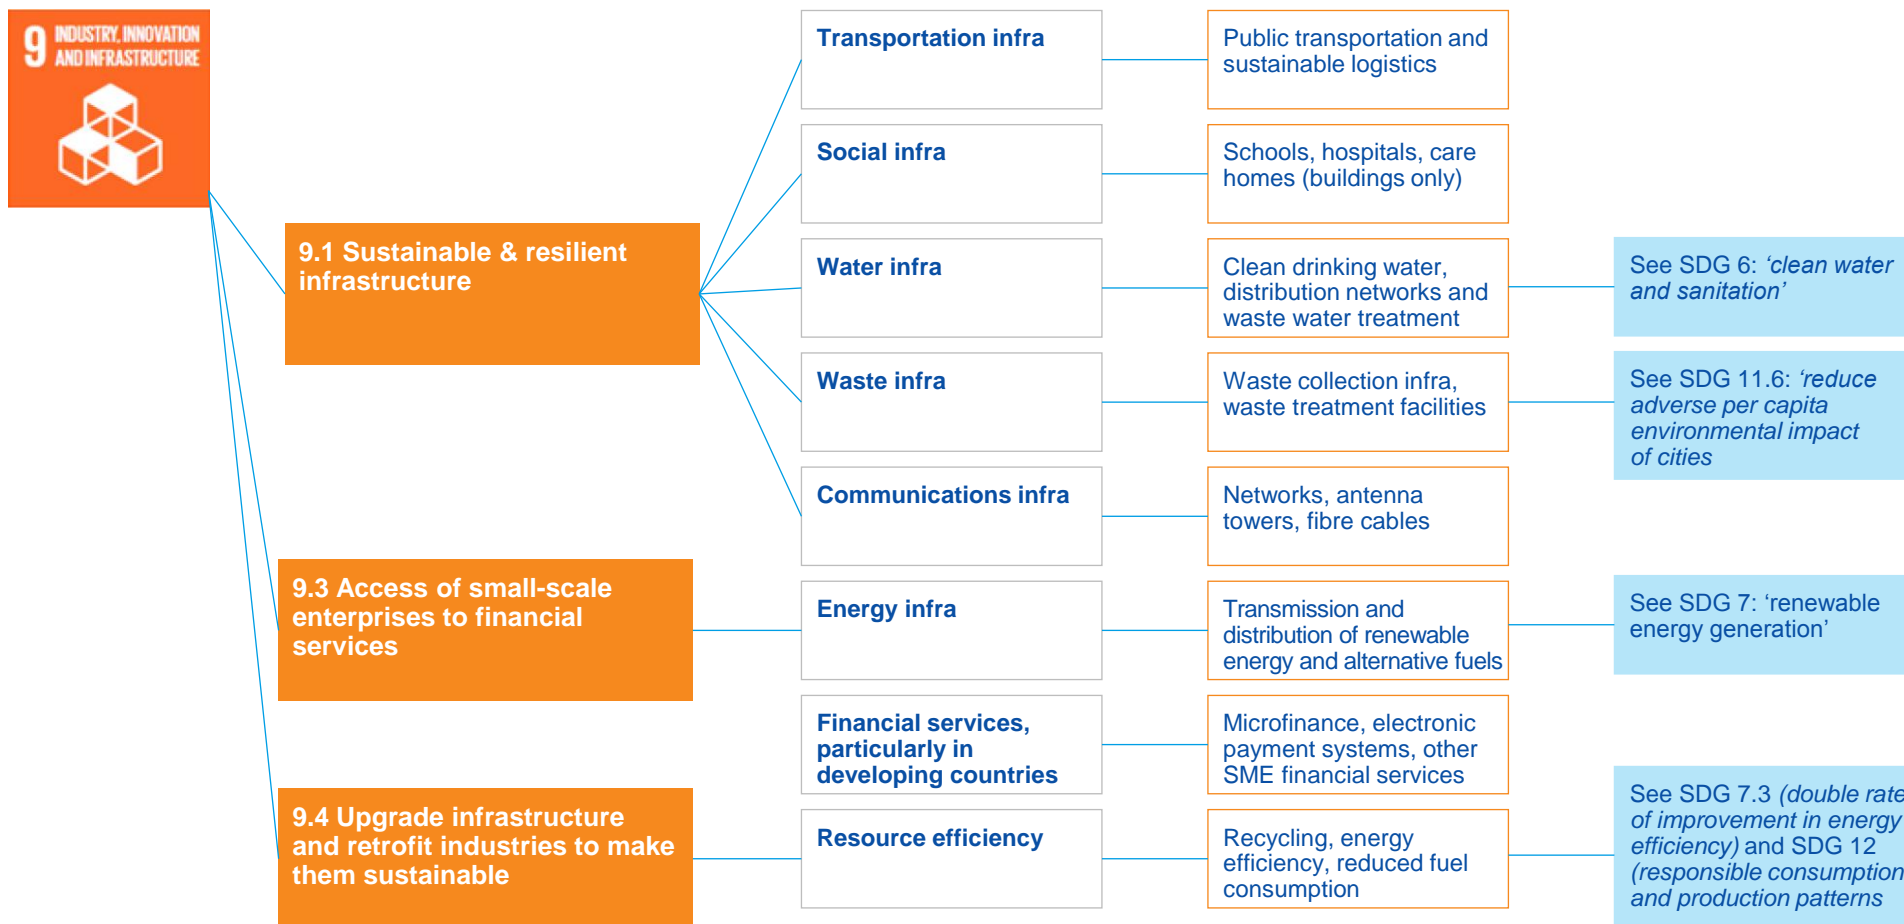 9 INDUSTRY, INNOVATION
AND INFRASTRUCTURE
9.1 Sustainable & resilient
infrastructure
9.3 Access of small-scale
enterprises to financial
services
9.4 Upgrade infrastructure
and retrofit industries to make
them sustainable
Transportation infra
Public transportation and
sustainable logistics
Social infra
Schools, hospitals, care
homes (buildings only)
Water infra
Clean drinking water,
distribution networks and
waste water treatment
See SDG 6: ‘clean water
and sanitation’
Waste infra
Waste collection infra,
waste treatment facilities
See SDG 11.6: ‘reduce
adverse per capita
environmental impact
of cities
Communications infra
Networks, antenna
towers, fibre cables
Energy infra
Transmission and
distribution of renewable
energy and alternative fuels
See SDG 7: ‘renewable
energy generation’
Financial services,
particularly in
developing countries
Microfinance, electronic
payment systems, other
SME financial services
Resource efficiency
Recycling, energy
efficiency, reduced fuel
consumption
See SDG 7.3 (double rate
of improvement in energy
efficiency) and SDG 12
(responsible consumption
and production patterns